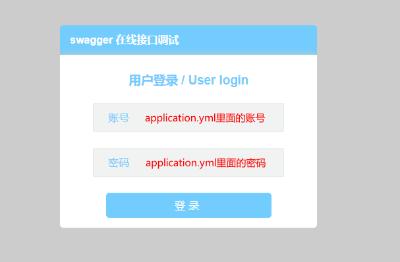 swagger 在线接口调试
用户登录 / User login
账号 application.yml里面的账号
密码 application.yml里面的密码
登 录